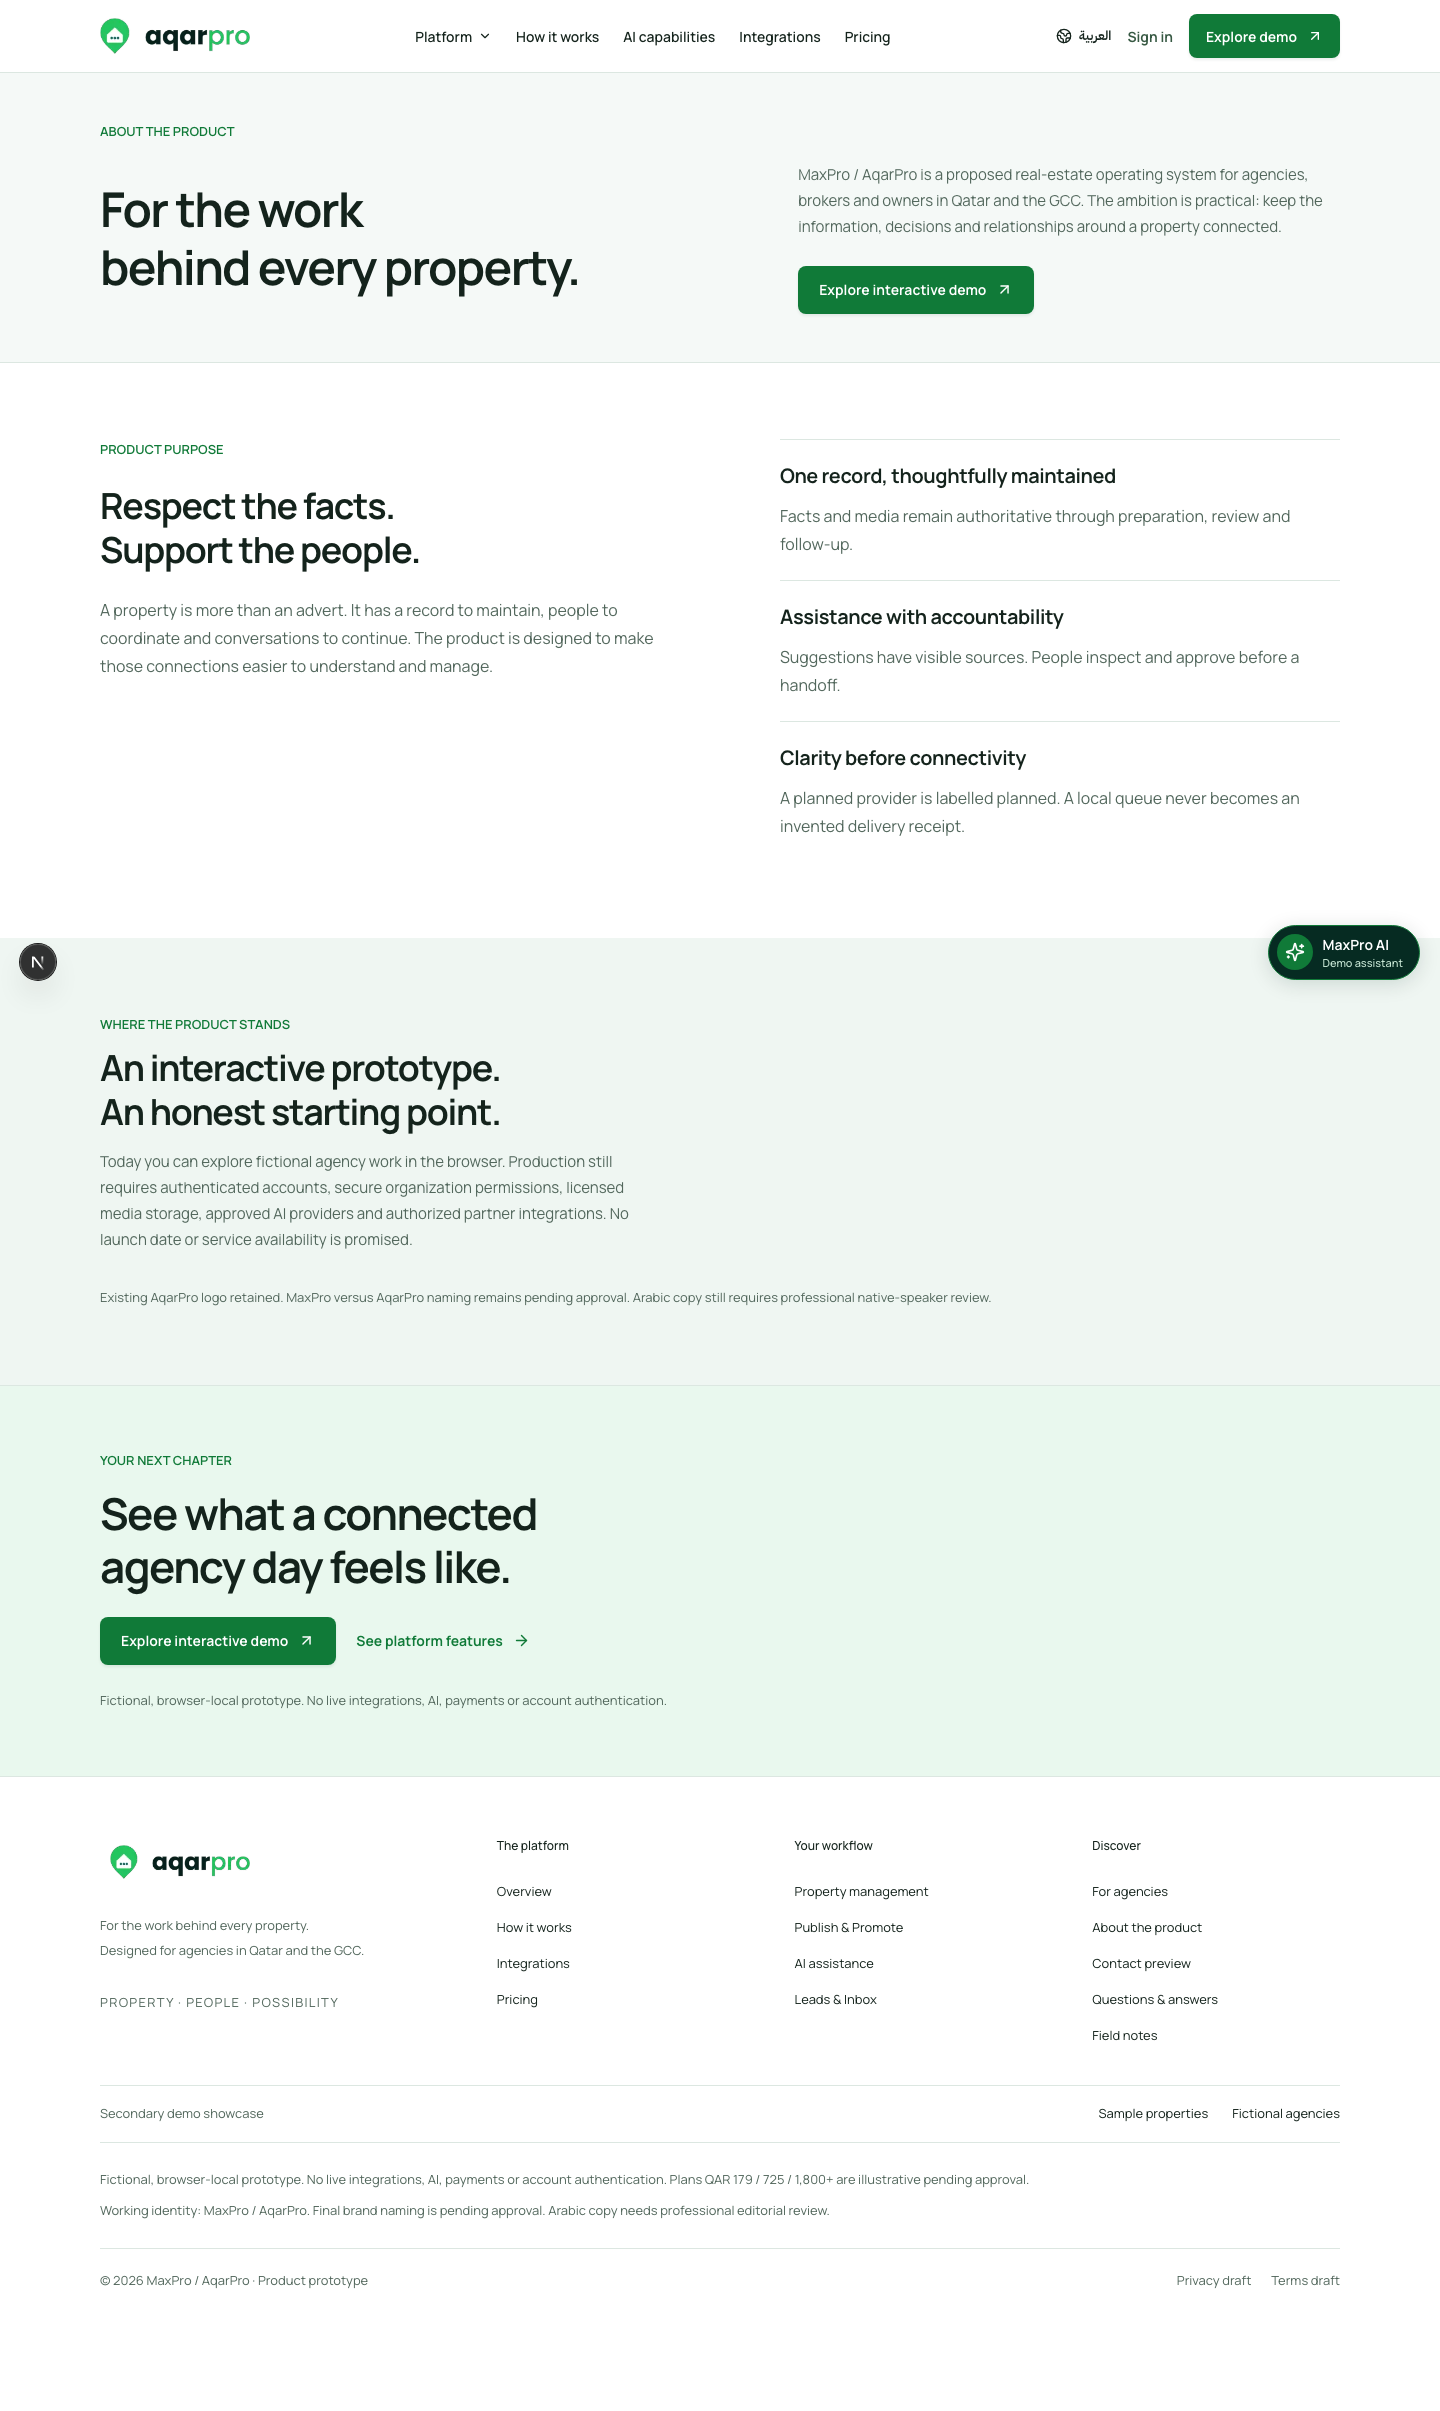 aqarpro
Platform
How it works
AI capabilities
Integrations
Pricing
العربية
Sign in
Explore demo
ABOUT THE PRODUCT
For the work
behind every property.
MaxPro / AqarPro is a proposed real-estate operating system for agencies,
brokers and owners in Qatar and the GCC. The ambition is practical: keep the
information, decisions and relationships around a property connected.
Explore interactive demo
PRODUCT PURPOSE
Respect the facts.
Support the people.
A property is more than an advert. It has a record to maintain, people to
coordinate and conversations to continue. The product is designed to make
those connections easier to understand and manage.
One record, thoughtfully maintained
Facts and media remain authoritative through preparation, review and
follow-up.
Assistance with accountability
Suggestions have visible sources. People inspect and approve before a
handoff.
Clarity before connectivity
A planned provider is labelled planned. A local queue never becomes an
invented delivery receipt.
N
MaxPro AI
Demo assistant
WHERE THE PRODUCT STANDS
An interactive prototype.
An honest starting point.
Today you can explore fictional agency work in the browser. Production still
requires authenticated accounts, secure organization permissions, licensed
media storage, approved AI providers and authorized partner integrations. No
launch date or service availability is promised.
Existing AqarPro logo retained. MaxPro versus AqarPro naming remains pending approval. Arabic copy still requires professional native-speaker review.
YOUR NEXT CHAPTER
See what a connected
agency day feels like.
Explore interactive demo
See platform features
Fictional, browser-local prototype. No live integrations, AI, payments or account authentication.
aqarpro
For the work behind every property.
Designed for agencies in Qatar and the GCC.
PROPERTY · PEOPLE · POSSIBILITY
The platform
Overview
How it works
Integrations
Pricing
Your workflow
Property management
Publish & Promote
AI assistance
Leads & Inbox
Discover
For agencies
About the product
Contact preview
Questions & answers
Field notes
Secondary demo showcase
Sample properties
Fictional agencies
Fictional, browser-local prototype. No live integrations, AI, payments or account authentication. Plans QAR 179 / 725 / 1,800+ are illustrative pending approval.
Working identity: MaxPro / AqarPro. Final brand naming is pending approval. Arabic copy needs professional editorial review.
© 2026 MaxPro / AqarPro · Product prototype
Privacy draft
Terms draft